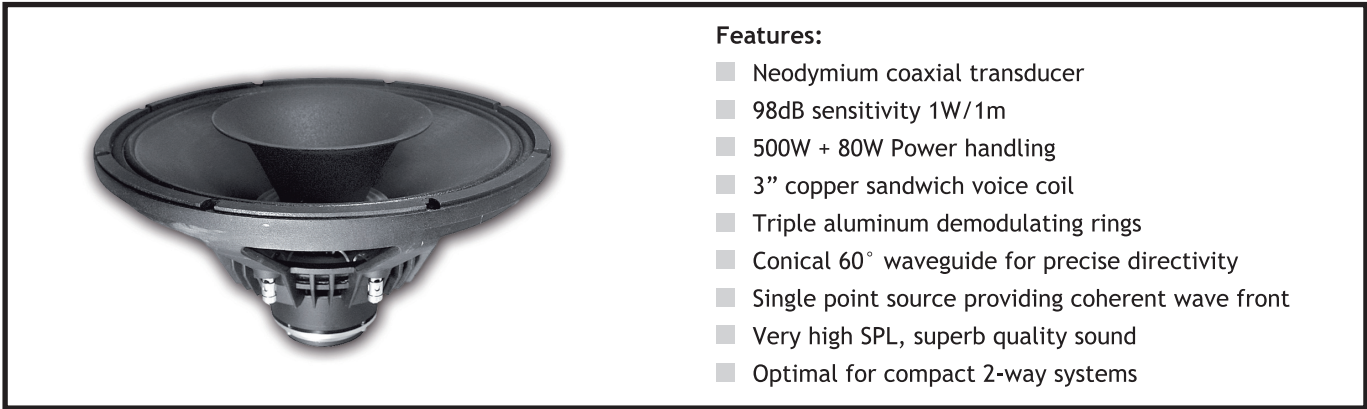 Features:
Neodymium coaxial transducer
98dB sensitivity 1W/1m
500W + 80W Power handling
3” copper sandwich voice coil
Triple aluminum demodulating rings
Conical 60° waveguide for precise directivity
Single point source providing coherent wave front
Very high SPL, superb quality sound
Optimal for compact 2-way systems